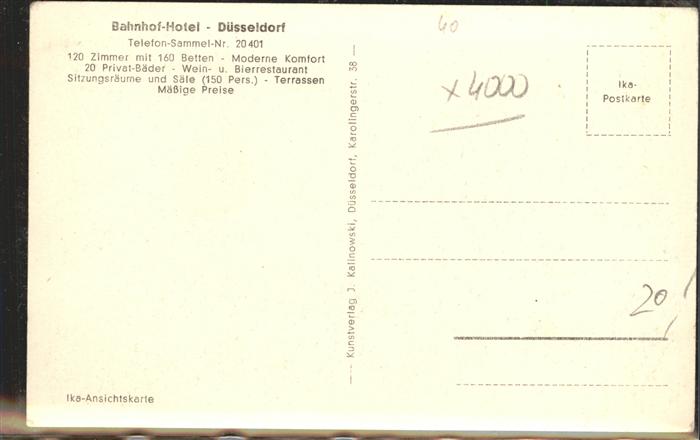 Bahnhof-Hotel - Düsseldorf
Telefon-Sammel-Nr. 20401
120 Zimmer mit 160 Betten - Moderne Komfort
20 Privat-Bäder - Wein- u. Bierrestaurant
Sitzungsräume und Säle (150 Pers.) - Terrassen
Mäßige Preise
Ika-Ansichtskarte
— Kunstverlag J. Kalinowski, Düsseldorf, Karolingerstr. 38 —
40
x 4000
Ika-
Postkarte
20,